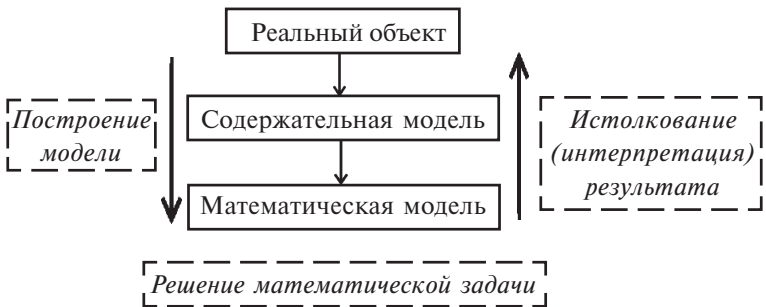 Реальный объект
Построение
модели
Содержательная модель
Истолкование
(интерпретация)
результата
Математическая модель
Решение математической задачи